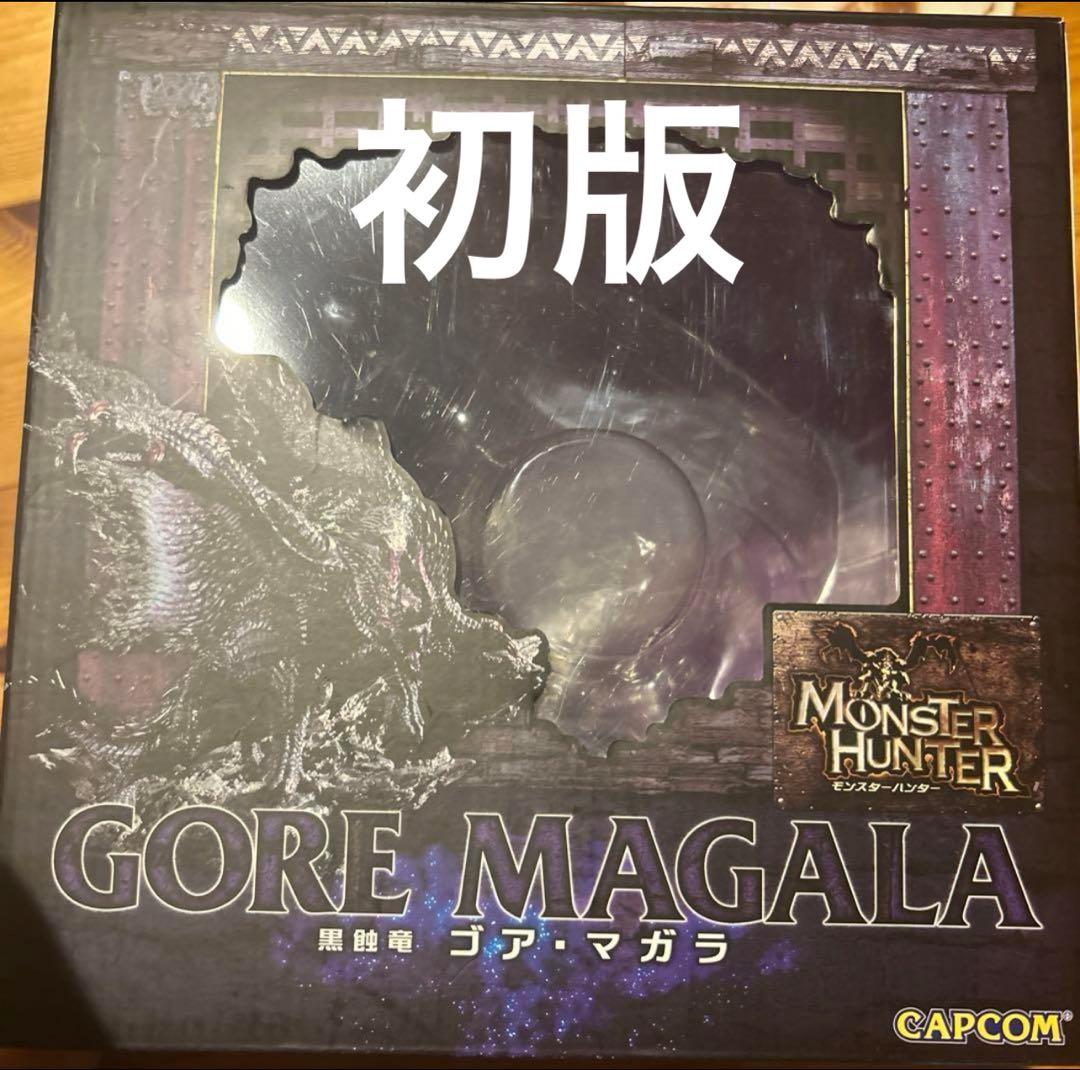 初版
MONSTER
HUNTER
モンスターハンター
GORE MAGALA
黒蝕竜 ゴア・マガラ
CAPCOM®